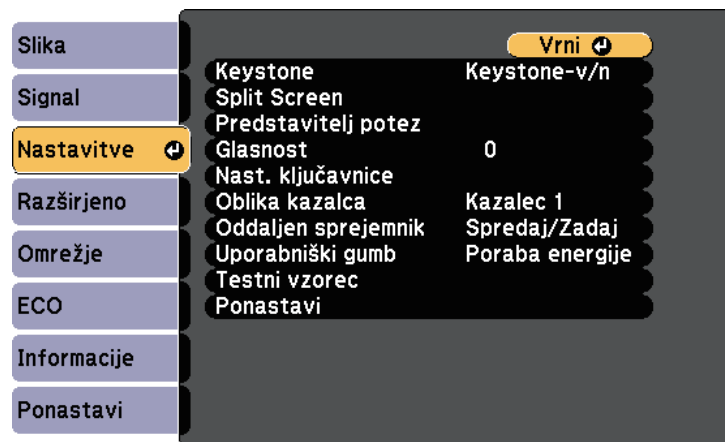 Slika
Signal
Nastavitve
Razširjeno
Omrežje
ECO
Informacije
Ponastavi
Vrni
Keystone Keystone-v/n
Split Screen
Predstavitelj potez
Glasnost 0
Nast. ključavnice
Oblika kazalca Kazalec 1
Oddaljen sprejemnik Spredaj/Zadaj
Uporabniški gumb Poraba energije
Testni vzorec
Ponastavi